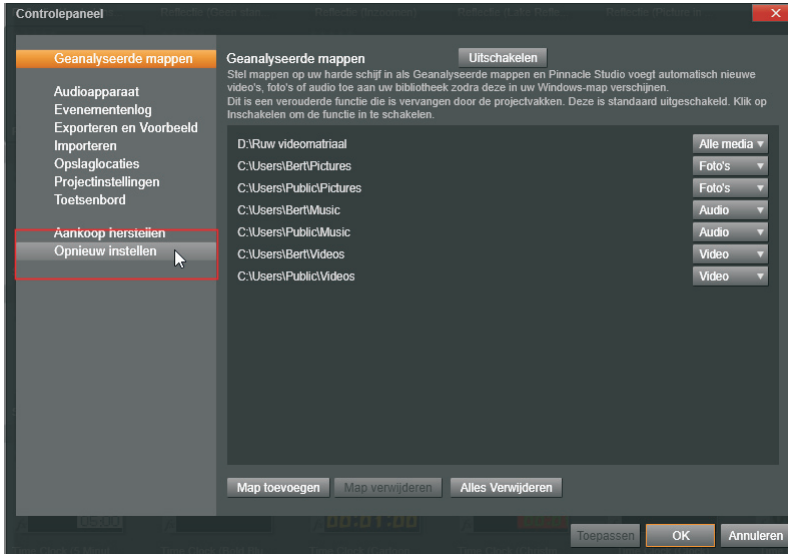 Controlepaneel
Geanalyseerde mappen
Audioapparaat
Evenementenlog
Exporteren en Voorbeeld
Importeren
Opslaglocaties
Projectinstellingen
Toetsenbord
Aankoop herstellen
Opnieuw instellen
Geanalyseerde mappen
Uitschakelen
Stel mappen op uw harde schijf in als Geanalyseerde mappen en Pinnacle Studio voegt automatisch nieuwe
video's, foto's of audio toe aan uw bibliotheek zodra deze in uw Windows-map verschijnen.
Dit is een verouderde functie die is vervangen door de projectvakken. Deze is standaard uitgeschakeld. Klik op
Inschakelen om de functie in te schakelen.
D:\Ruw videomatriaal Alle media
C:\Users\Bert\Pictures Foto's
C:\Users\Public\Pictures Foto's
C:\Users\Bert\Music Audio
C:\Users\Public\Music Audio
C:\Users\Bert\Videos Video
C:\Users\Public\Videos Video
Map toevoegen Map verwijderen Alles Verwijderen
00:01:00
Toepassen OK Annuleren